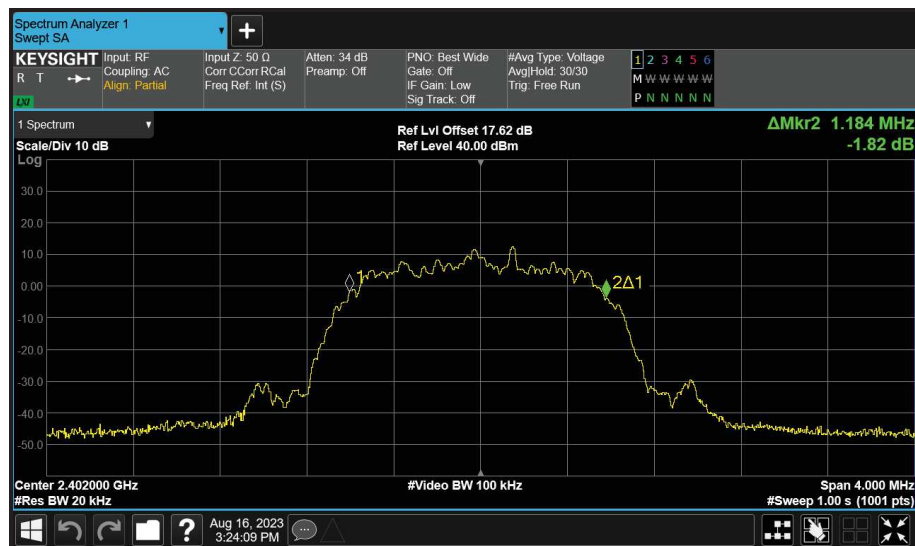 Spectrum Analyzer 1
Swept SA
KEYSIGHT Input: RF Input Z: 50 Ω Atten: 34 dB PNO: Best Wide #Avg Type: Voltage 1 2 3 4 5 6
R T Coupling: AC Corr CCorr RCal Preamp: Off Gate: Off Avg|Hold: 30/30 M W W W W W
Align: Partial Freq Ref: Int (S) IF Gain: Low Trig: Free Run
LXI Sig Track: Off P N N N N N
1 Spectrum Ref Lvl Offset 17.62 dB ΔMkr2 1.184 MHz
Scale/Div 10 dB Ref Level 40.00 dBm -1.82 dB
Log
30.0
20.0
10.0
1 2Δ1
0.00
-10.0
-20.0
-30.0
-40.0
-50.0
Center 2.402000 GHz #Video BW 100 kHz Span 4.000 MHz
#Res BW 20 kHz #Sweep 1.00 s (1001 pts)
? Aug 16, 2023
3:24:09 PM